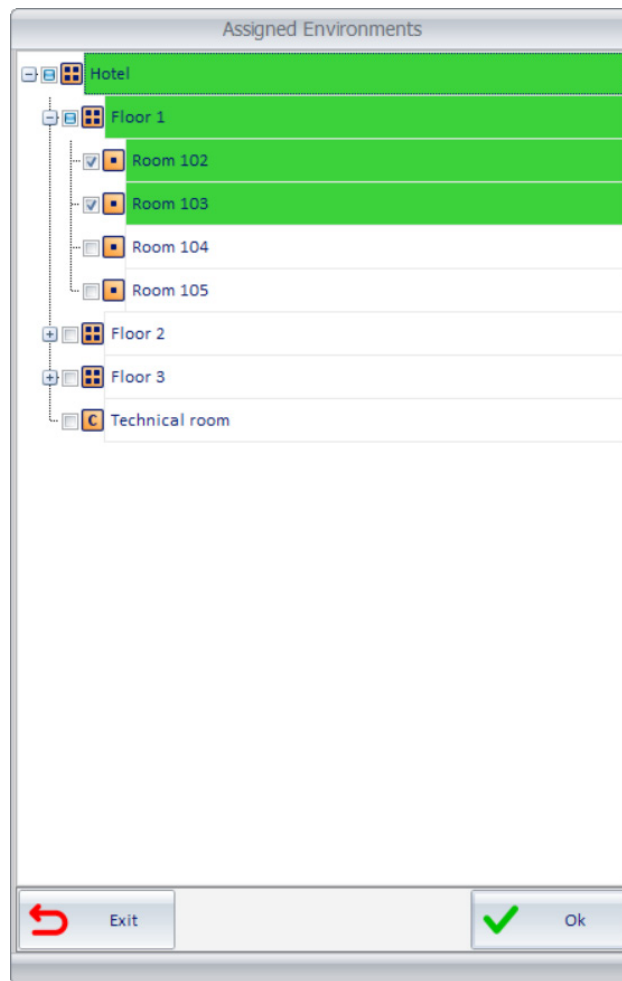 Assigned Environments
Hotel
Floor 1
Room 102
Room 103
Room 104
Room 105
Floor 2
Floor 3
C Technical room
Exit
Ok